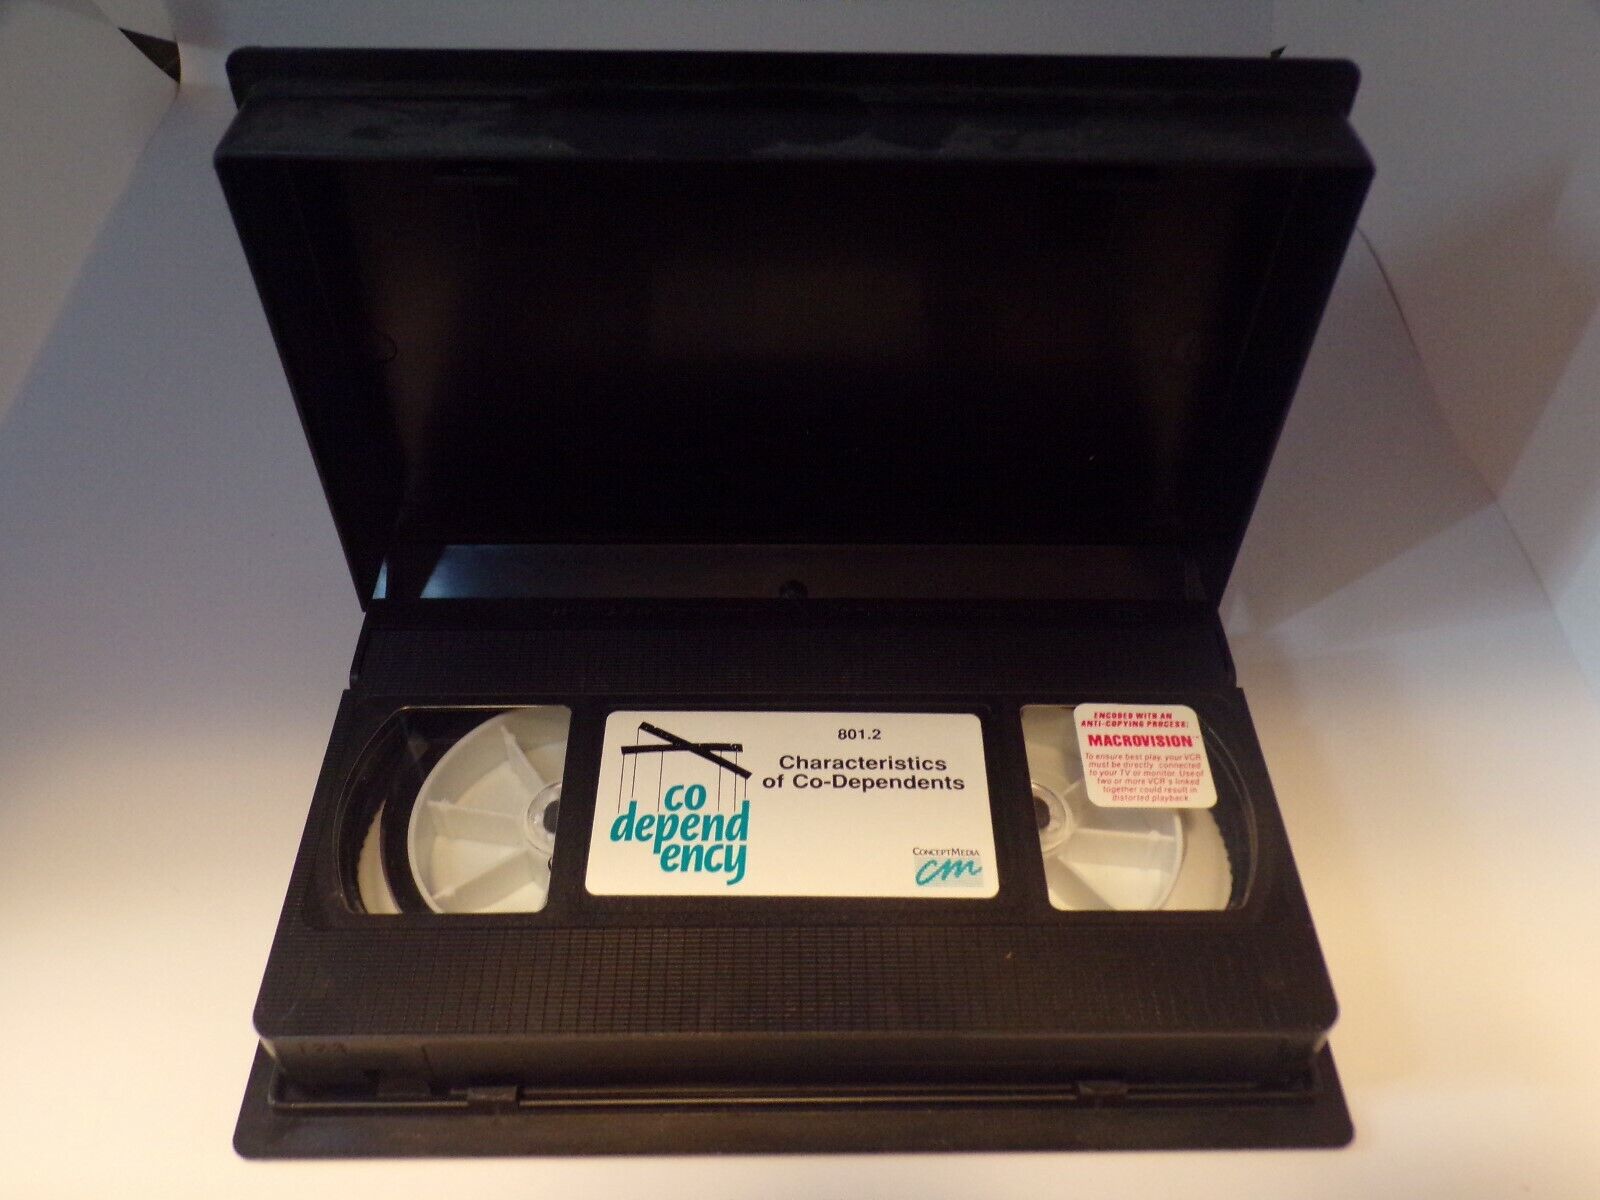 801.2
Characteristics
of Co-Dependents
co
depend
ency
CONCEPTMEDIA
cm
ENCODED WITH AN
ANTI-COPYING PROCESS:
MACROVISION™
To ensure best play, your VCR
must be directly connected
to your TV or monitor. Use of
two or more VCR's linked
together could result in
distorted playback